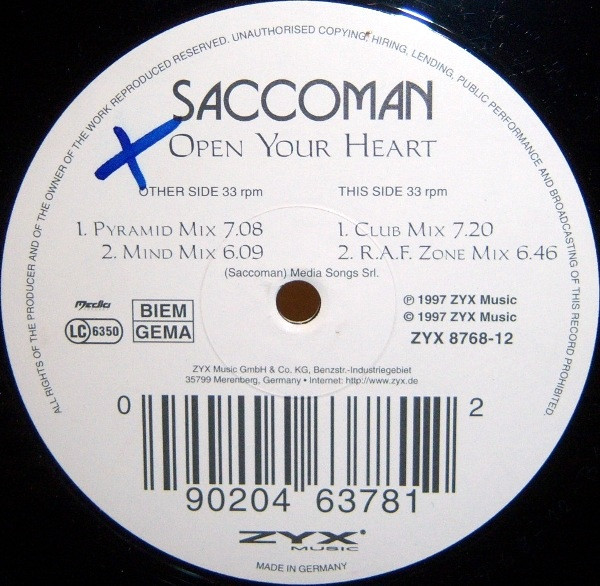 ALL RIGHTS OF THE PRODUCER AND OF THE OWNER OF THE WORK REPRODUCED RESERVED. UNAUTHORISED COPYING, HIRING, LENDING, PUBLIC PERFORMANCE AND BROADCASTING OF THIS RECORD PROHIBITED.
SACCOMAN
OPEN YOUR HEART
OTHER SIDE 33 rpm
1. PYRAMID MIX 7.08
2. MIND MIX 6.09
THIS SIDE 33 rpm
1. CLUB MIX 7.20
2. R.A.F. ZONE MIX 6.46
(Saccoman) Media Songs Srl.
Media
LC 6350
BIEM
GEMA
℗ 1997 ZYX Music
© 1997 ZYX Music
ZYX 8768-12
ZYX Music GmbH & Co. KG, Benzstr.-Industriegebiet
35799 Merenberg, Germany • Internet: http://www.zyx.de
0 90204 63781 2
ZYX
MUSIC
MADE IN GERMANY